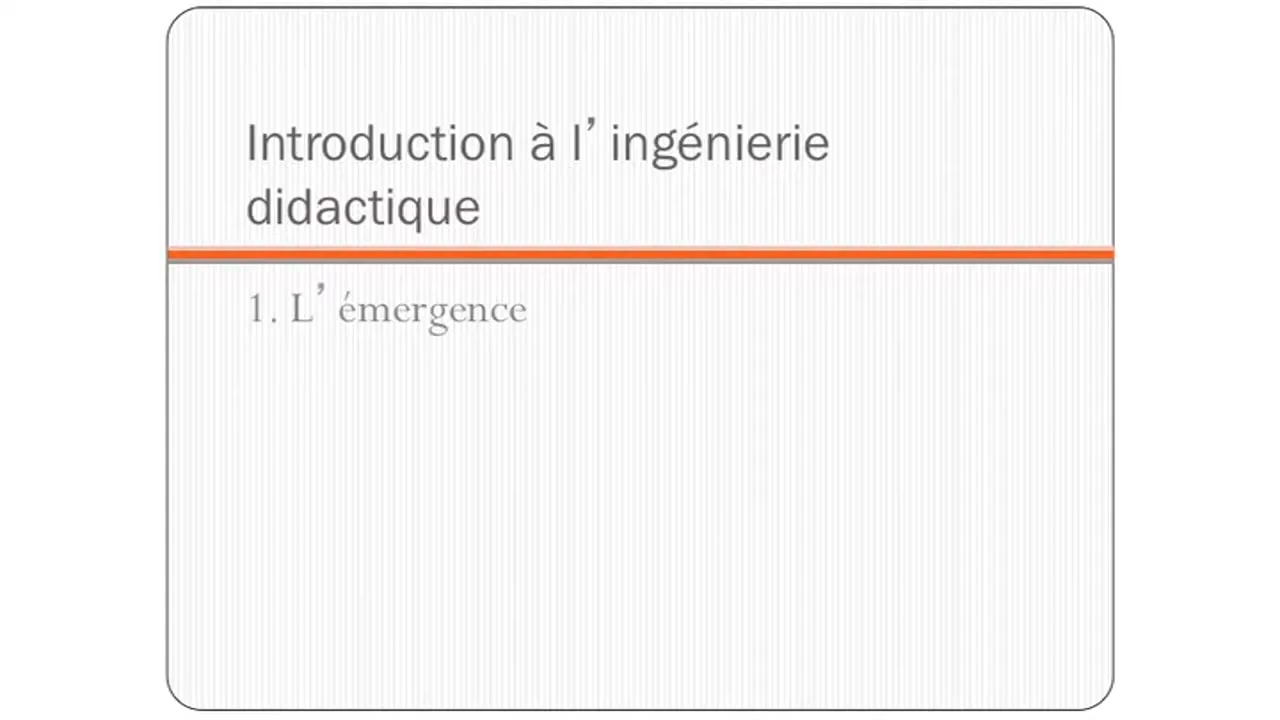 Introduction à l’ingénierie
didactique
1. L’émergence